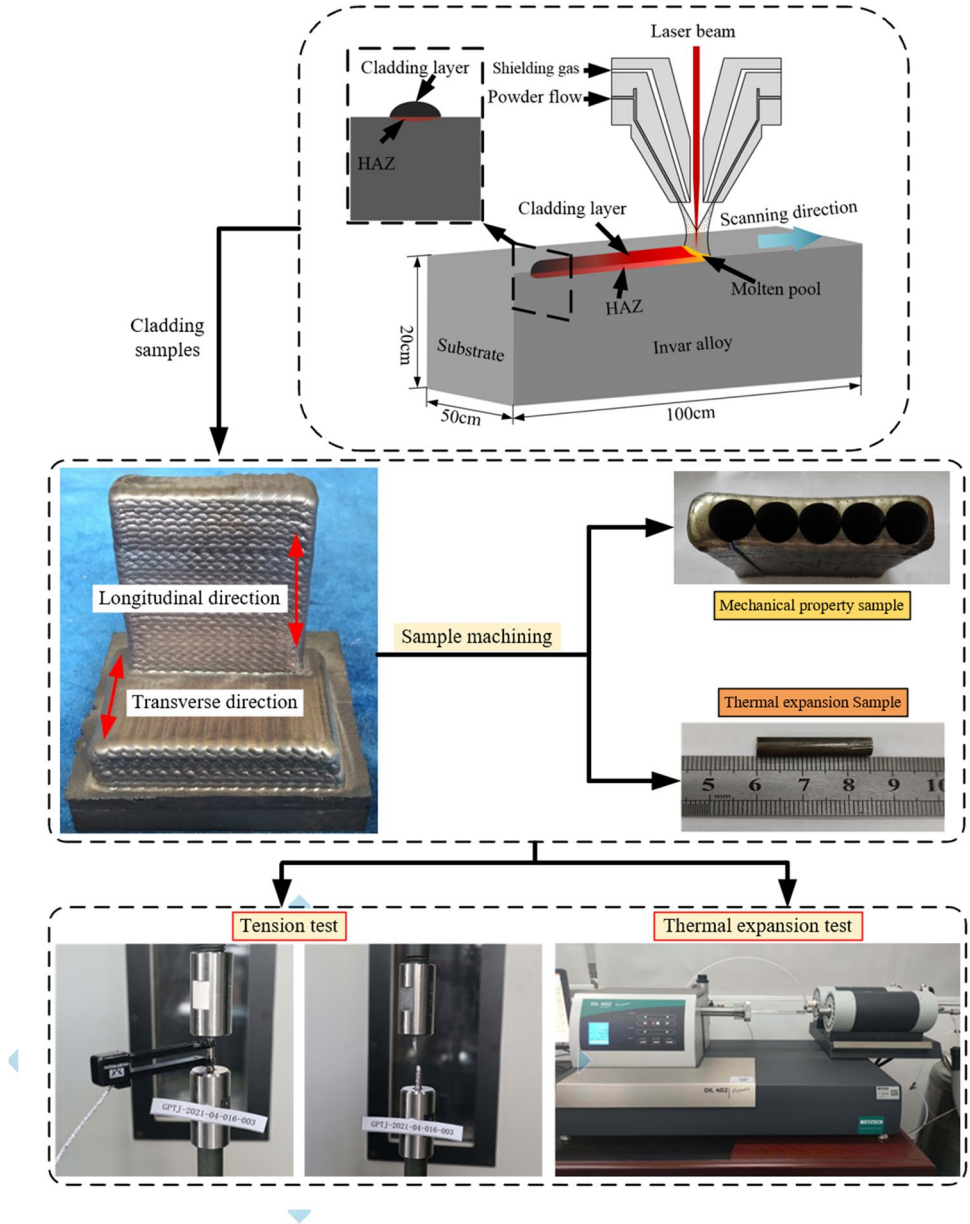 Laser beam
Cladding layer
Shielding gas
Powder flow
HAZ
Cladding layer
Scanning direction
HAZ
Molten pool
Cladding
samples
20cm
Substrate
Invar alloy
50cm
100cm
Longitudinal direction
Mechanical property sample
Sample machining
Transverse direction
Thermal expansion Sample
5 6 7 8 9 10
mm
Tension test
Thermal expansion test
DIL 402
GPTJ-2021-04-016-003
GPTJ-2021-04-016-003
DIL 402
NETZSCH